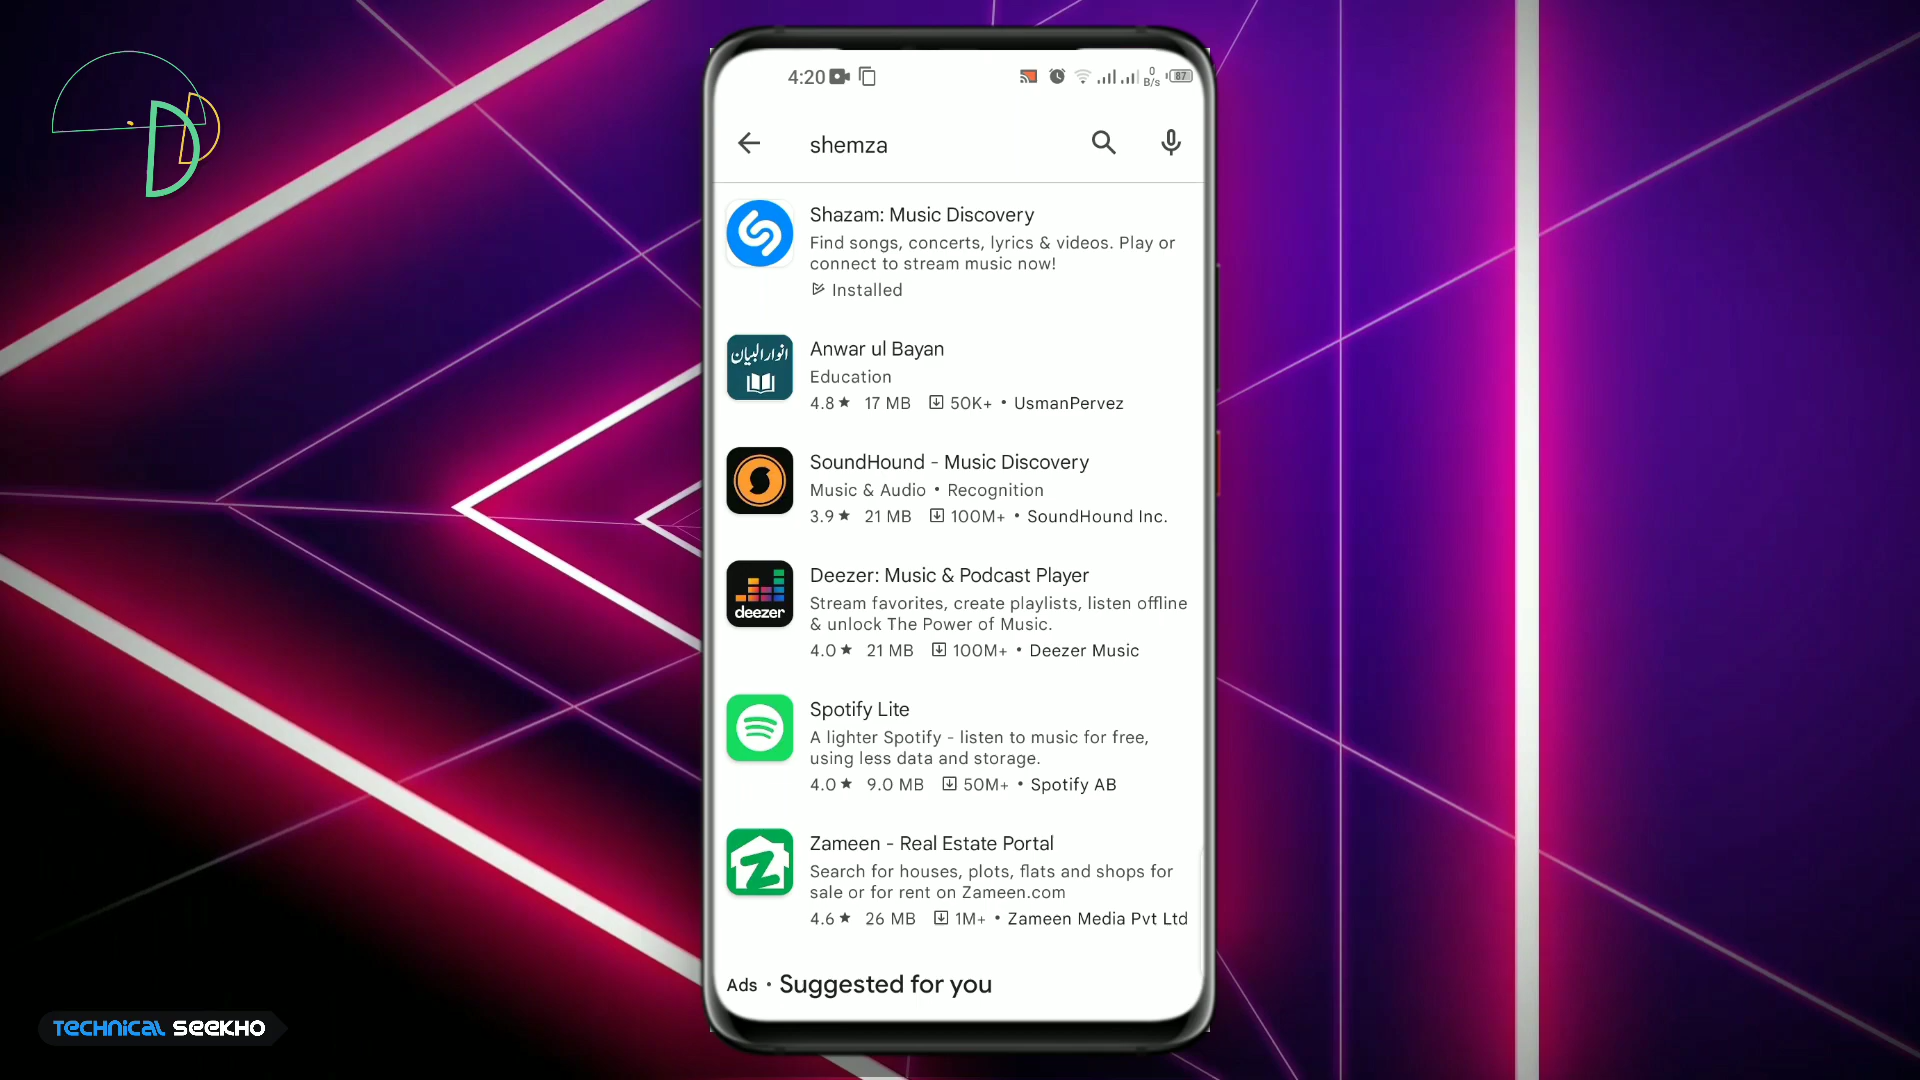 4:20
0
B/s
87
shemza
Shazam: Music Discovery
Find songs, concerts, lyrics & videos. Play or
connect to stream music now!
Installed
انوار البیان
Anwar ul Bayan
Education
4.8★ 17 MB 50K+ • UsmanPervez
SoundHound - Music Discovery
Music & Audio • Recognition
3.9★ 21 MB 100M+ • SoundHound Inc.
deezer
Deezer: Music & Podcast Player
Stream favorites, create playlists, listen offline
& unlock The Power of Music.
4.0★ 21 MB 100M+ • Deezer Music
Spotify Lite
A lighter Spotify - listen to music for free,
using less data and storage.
4.0★ 9.0 MB 50M+ • Spotify AB
Z
Zameen - Real Estate Portal
Search for houses, plots, flats and shops for
sale or for rent on Zameen.com
4.6★ 26 MB 1M+ • Zameen Media Pvt Ltd
Ads • Suggested for you
TECHNICAL SEEKHO